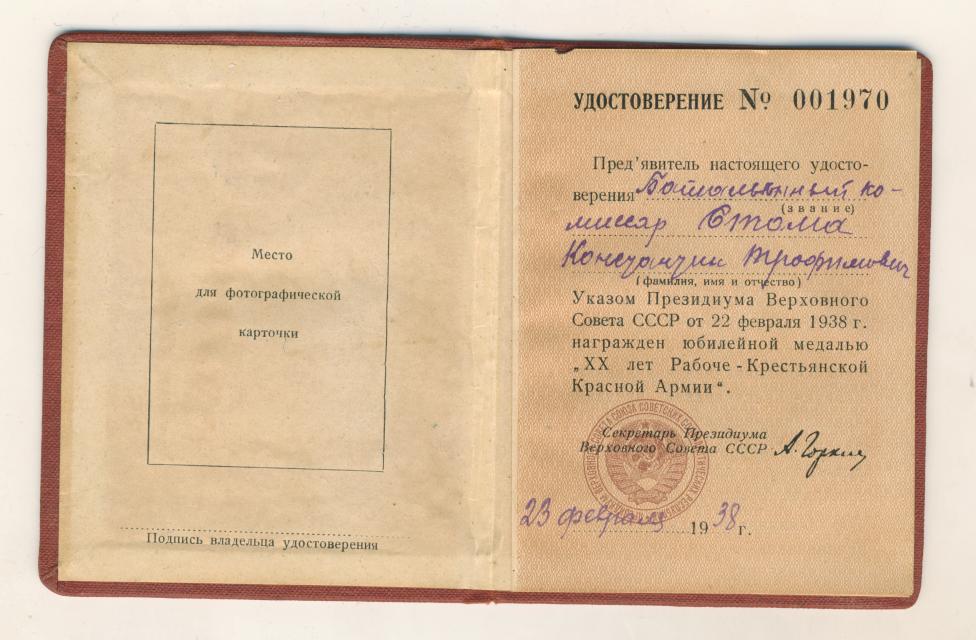 Место
для фотографической
карточки
Подпись владельца удостоверения
УДОСТОВЕРЕНИЕ № 001970
Пред'явитель настоящего удосто-
верения Батальонный ко-
(звание)
миссар Стома
Константин Трофимович
(фамилия, имя и отчество)
Указом Президиума Верховного
Совета СССР от 22 февраля 1938 г.
награжден юбилейной медалью
„XX лет Рабоче-Крестьянской
Красной Армии“.
Секретарь Президиума
Верховного Совета СССР А. Горкин
23 февраля 1938 г.